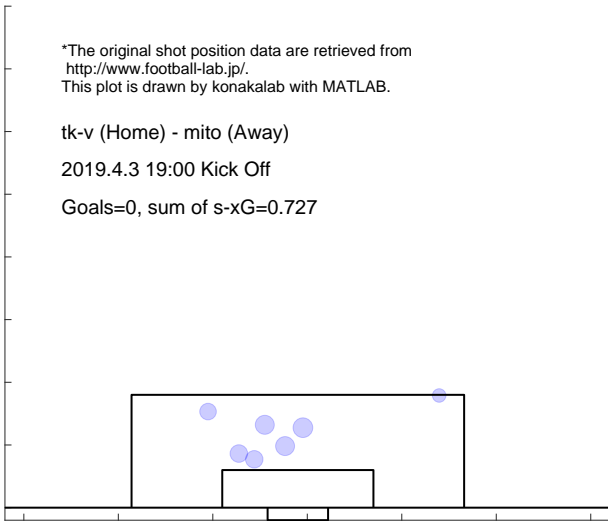 *The original shot position data are retrieved from
http://www.football-lab.jp/.
This plot is drawn by konakalab with MATLAB.
tk-v (Home) - mito (Away)
2019.4.3 19:00 Kick Off
Goals=0, sum of s-xG=0.727